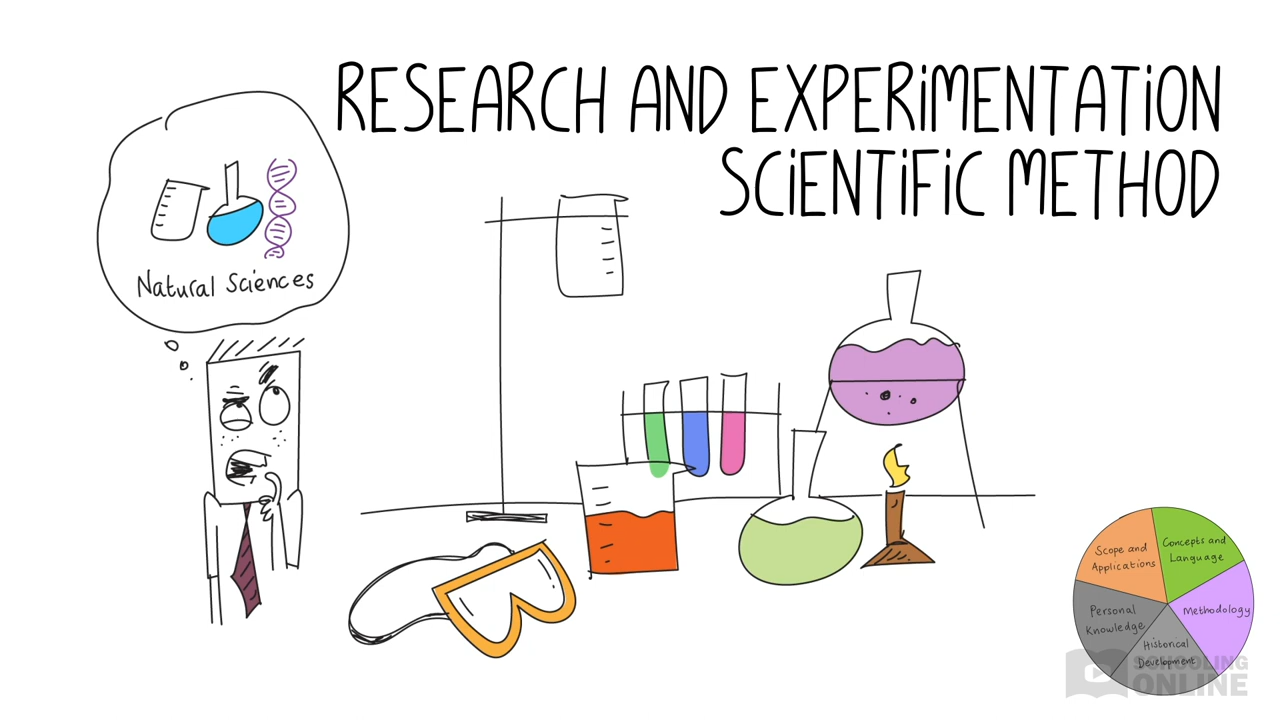 RESEARCH AND EXPERiMENTATiON
SCiENTiFiC METHOD
Natural Sciences
Scope and
Applications
Concepts and
Language
Methodology
Personal
Knowledge
Historical
Development
SCHOOLING
ONLINE